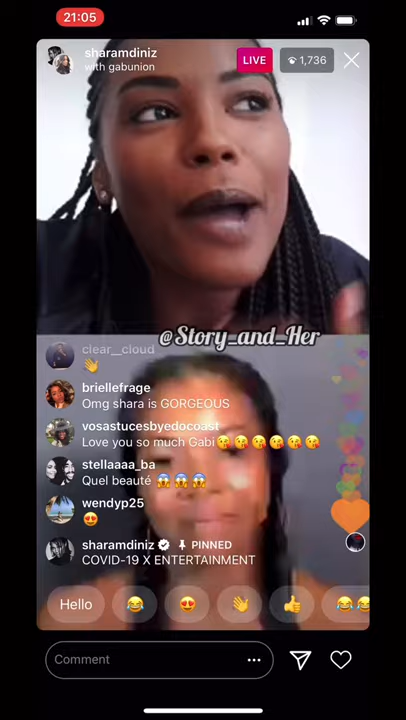 21:05
sharamdiniz
with gabunion
LIVE
1,736
@Story_and_Her
clear__cloud
👋
briellefrage
Omg shara is GORGEOUS
vosastucesbyedocoast
Love you so much Gabi😘😘😘😘😘😘
stellaaaa_ba
Quel beauté 😱😱😱
wendyp25
😍
sharamdiniz PINNED
COVID-19 X ENTERTAINMENT
Hello 😂 😍 👋 👍 😂😂
Comment